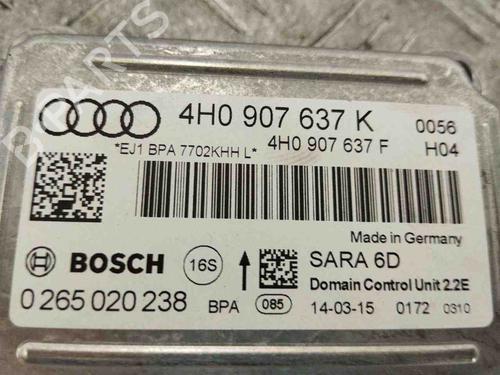 4H0 907 637 K 0056
*EJ1 BPA 7702KHH L* 4H0 907 637 F H04
Made in Germany
BOSCH 16S SARA 6D
Domain Control Unit 2.2E
0 265 020 238 BPA 085 14-03-15 0172 0310
B-PARTS